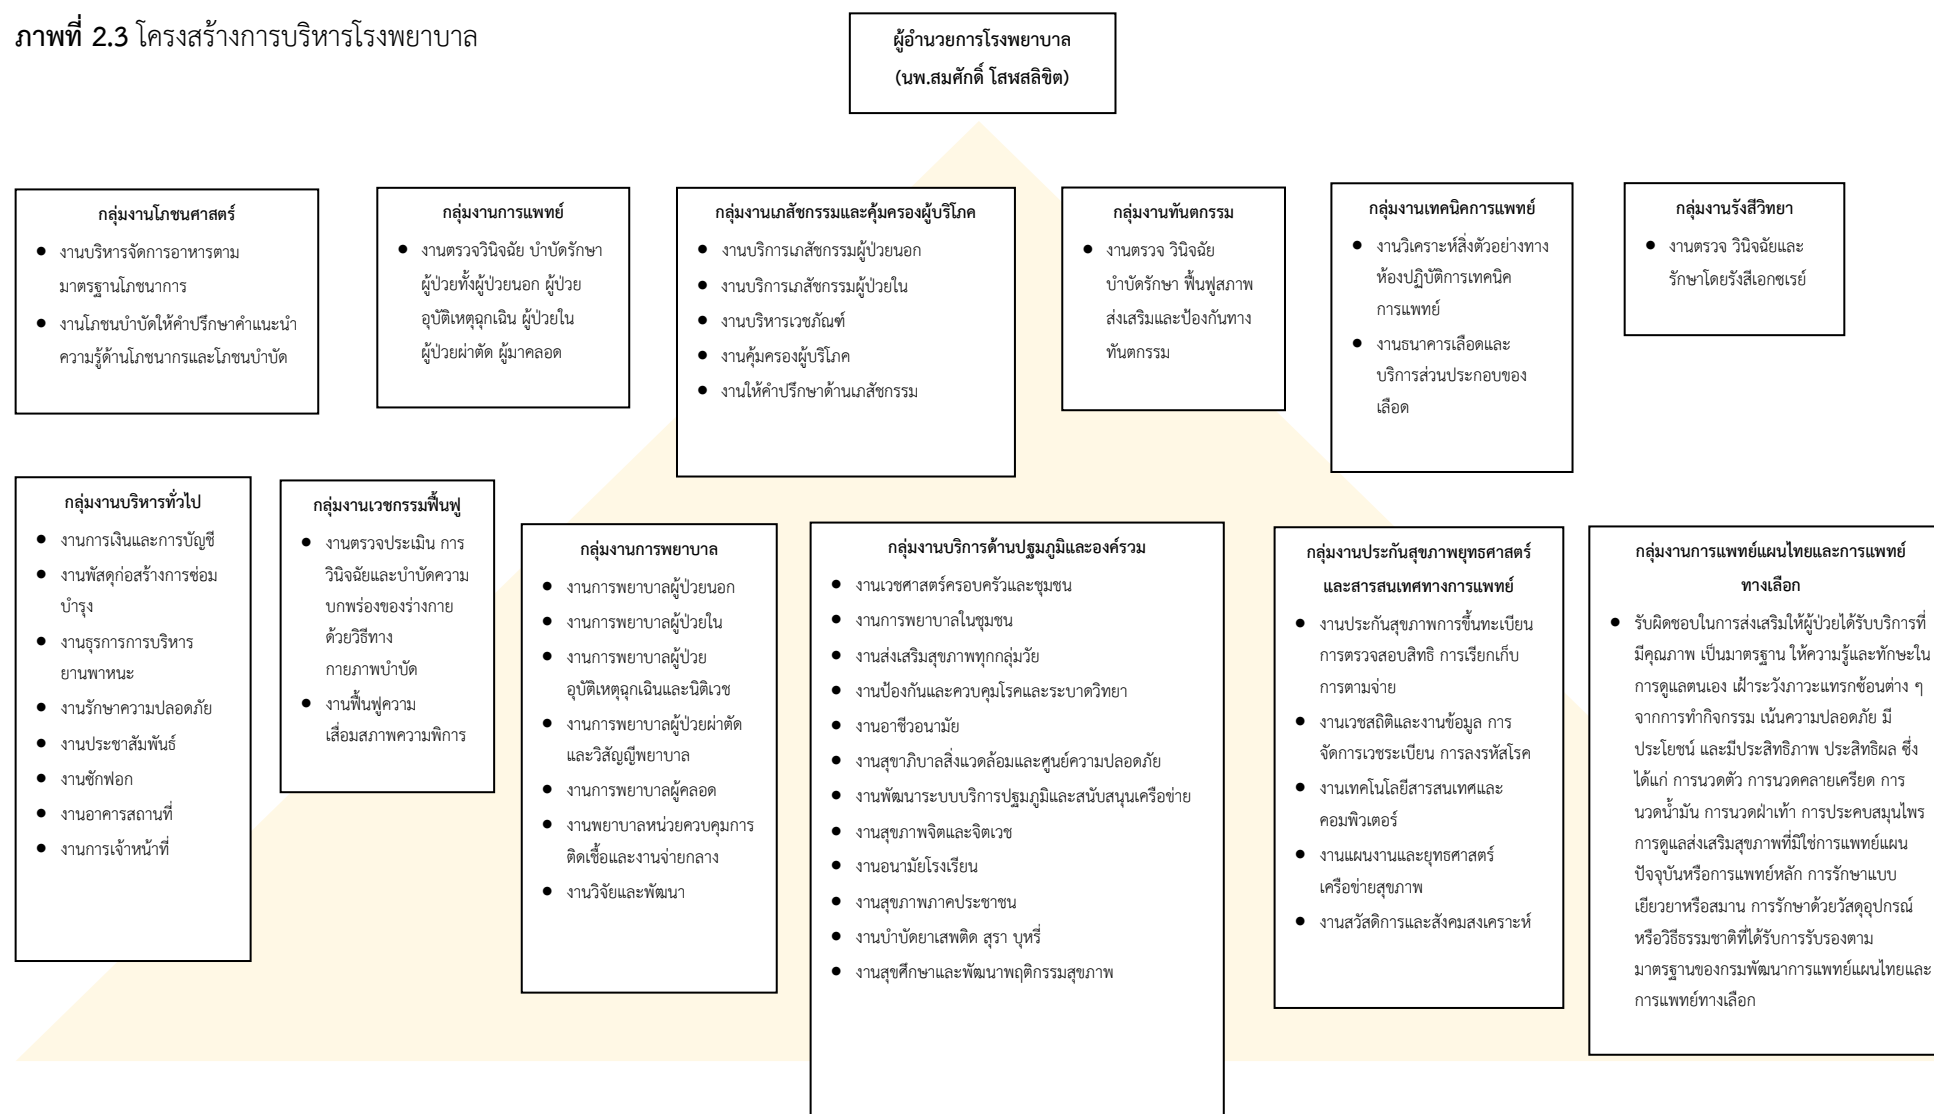 ภาพที่ 2.3 โครงสร้างการบริหารโรงพยาบาล
ผู้อำนวยการโรงพยาบาล
(นพ.สมศักดิ์ โสฬสลิขิต)
กลุ่มงานโภชนศาสตร์
● งานบริหารจัดการอาหารตาม
มาตรฐานโภชนาการ
● งานโภชนบำบัดให้คำปรึกษาคำแนะนำ
ความรู้ด้านโภชนากรและโภชนบำบัด
กลุ่มงานการแพทย์
● งานตรวจวินิจฉัย บำบัดรักษา
ผู้ป่วยทั้งผู้ป่วยนอก ผู้ป่วย
อุบัติเหตุฉุกเฉิน ผู้ป่วยใน
ผู้ป่วยผ่าตัด ผู้มาคลอด
กลุ่มงานเภสัชกรรมและคุ้มครองผู้บริโภค
● งานบริการเภสัชกรรมผู้ป่วยนอก
● งานบริการเภสัชกรรมผู้ป่วยใน
● งานบริหารเวชภัณฑ์
● งานคุ้มครองผู้บริโภค
● งานให้คำปรึกษาด้านเภสัชกรรม
กลุ่มงานทันตกรรม
● งานตรวจ วินิจฉัย
บำบัดรักษา ฟื้นฟูสภาพ
ส่งเสริมและป้องกันทาง
ทันตกรรม
กลุ่มงานเทคนิคการแพทย์
● งานวิเคราะห์สิ่งตัวอย่างทาง
ห้องปฏิบัติการเทคนิค
การแพทย์
● งานธนาคารเลือดและ
บริการส่วนประกอบของ
เลือด
กลุ่มงานรังสีวิทยา
● งานตรวจ วินิจฉัยและ
รักษาโดยรังสีเอกซเรย์
กลุ่มงานบริหารทั่วไป
● งานการเงินและการบัญชี
● งานพัสดุก่อสร้างการซ่อม
บำรุง
● งานธุรการการบริหาร
ยานพาหนะ
● งานรักษาความปลอดภัย
● งานประชาสัมพันธ์
● งานซักฟอก
● งานอาคารสถานที่
● งานการเจ้าหน้าที่
กลุ่มงานเวชกรรมฟื้นฟู
● งานตรวจประเมิน การ
วินิจฉัยและบำบัดความ
บกพร่องของร่างกาย
ด้วยวิธีทาง
กายภาพบำบัด
● งานฟื้นฟูความ
เสื่อมสภาพความพิการ
กลุ่มงานการพยาบาล
● งานการพยาบาลผู้ป่วยนอก
● งานการพยาบาลผู้ป่วยใน
● งานการพยาบาลผู้ป่วย
อุบัติเหตุฉุกเฉินและนิติเวช
● งานการพยาบาลผู้ป่วยผ่าตัด
และวิสัญญีพยาบาล
● งานการพยาบาลผู้คลอด
● งานพยาบาลหน่วยควบคุมการ
ติดเชื้อและงานจ่ายกลาง
● งานวิจัยและพัฒนา
กลุ่มงานบริการด้านปฐมภูมิและองค์รวม
● งานเวชศาสตร์ครอบครัวและชุมชน
● งานการพยาบาลในชุมชน
● งานส่งเสริมสุขภาพทุกกลุ่มวัย
● งานป้องกันและควบคุมโรคและระบาดวิทยา
● งานอาชีวอนามัย
● งานสุขาภิบาลสิ่งแวดล้อมและศูนย์ความปลอดภัย
● งานพัฒนาระบบบริการปฐมภูมิและสนับสนุนเครือข่าย
● งานสุขภาพจิตและจิตเวช
● งานอนามัยโรงเรียน
● งานสุขภาพภาคประชาชน
● งานบำบัดยาเสพติด สุรา บุหรี่
● งานสุขศึกษาและพัฒนาพฤติกรรมสุขภาพ
กลุ่มงานประกันสุขภาพยุทธศาสตร์
และสารสนเทศทางการแพทย์
● งานประกันสุขภาพการขึ้นทะเบียน
การตรวจสอบสิทธิ การเรียกเก็บ
การตามจ่าย
● งานเวชสถิติและงานข้อมูล การ
จัดการเวชระเบียน การลงรหัสโรค
● งานเทคโนโลยีสารสนเทศและ
คอมพิวเตอร์
● งานแผนงานและยุทธศาสตร์
เครือข่ายสุขภาพ
● งานสวัสดิการและสังคมสงเคราะห์
กลุ่มงานการแพทย์แผนไทยและการแพทย์
ทางเลือก
● รับผิดชอบในการส่งเสริมให้ผู้ป่วยได้รับบริการที่
มีคุณภาพ เป็นมาตรฐาน ให้ความรู้และทักษะใน
การดูแลตนเอง เฝ้าระวังภาวะแทรกซ้อนต่าง ๆ
จากการทำกิจกรรม เน้นความปลอดภัย มี
ประโยชน์ และมีประสิทธิภาพ ประสิทธิผล ซึ่ง
ได้แก่ การนวดตัว การนวดคลายเครียด การ
นวดน้ำมัน การนวดฝ่าเท้า การประคบสมุนไพร
การดูแลส่งเสริมสุขภาพที่มิใช่การแพทย์แผน
ปัจจุบันหรือการแพทย์หลัก การรักษาแบบ
เยียวยาหรือสมาน การรักษาด้วยวัสดุอุปกรณ์
หรือวิธีธรรมชาติที่ได้รับการรับรองตาม
มาตรฐานของกรมพัฒนาการแพทย์แผนไทยและ
การแพทย์ทางเลือก